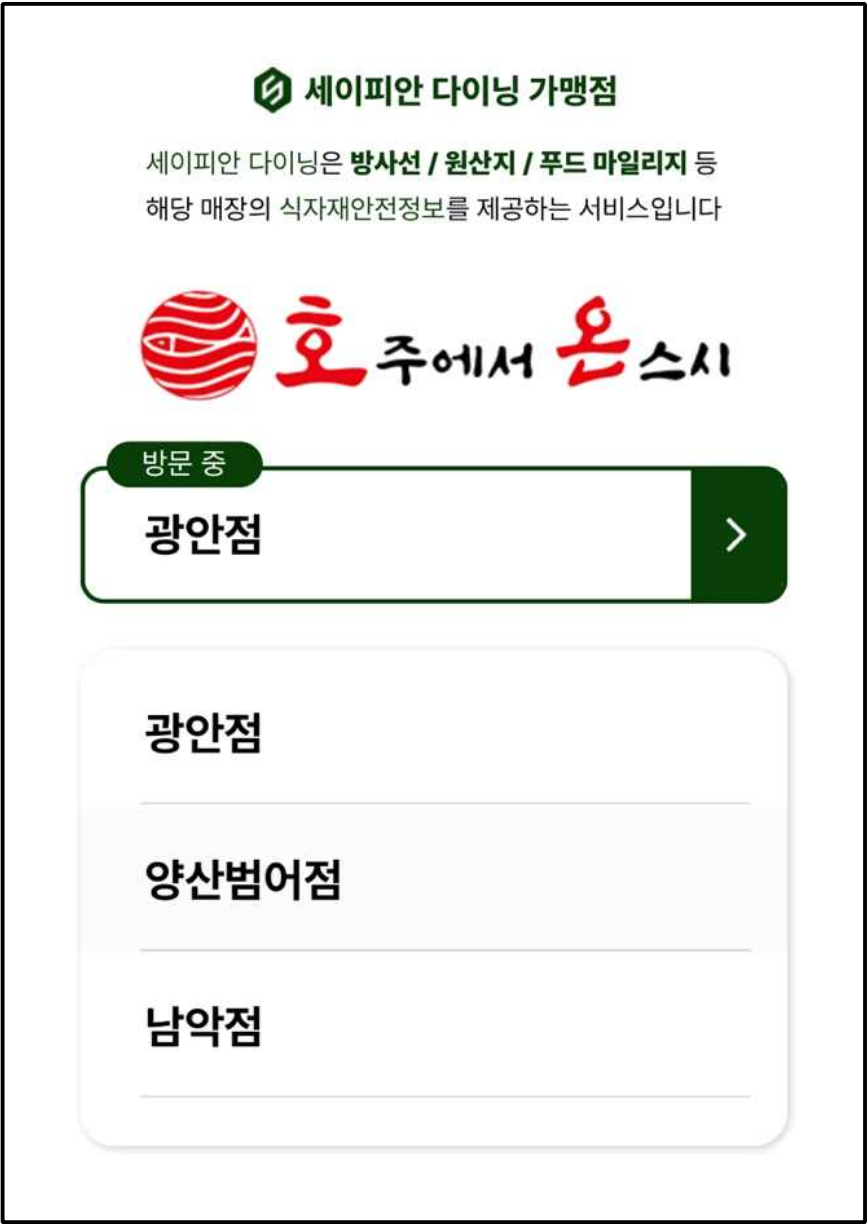 세이피안 다이닝 가맹점
세이피안 다이닝은 방사선 / 원산지 / 푸드 마일리지 등
해당 매장의 식자재안전정보를 제공하는 서비스입니다
호주에서 온스시
방문 중
광안점
광안점
양산범어점
남악점